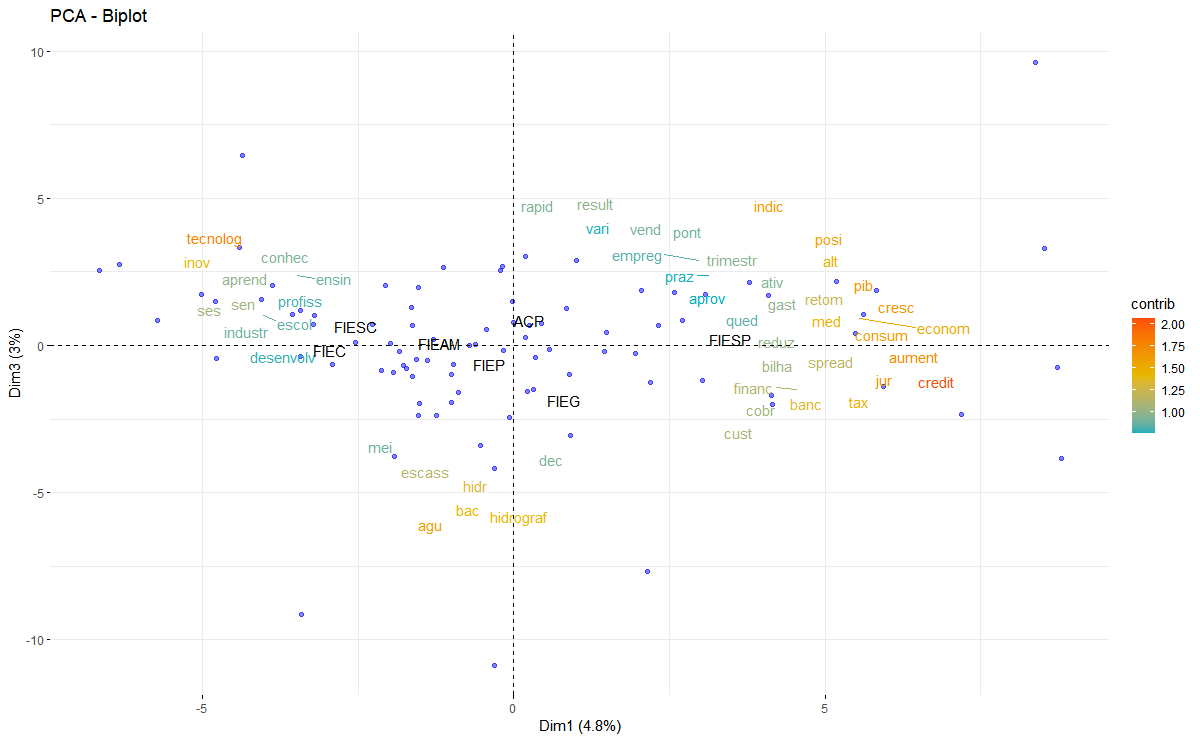 PCA - Biplot
10
5
0
-5
-10
Dim3 (3%)
rapid
result
indic
vari
vend
pont
posi
tecnolog
empreg
trimestr
alt
inov
conhec
aprend
ensin
praz
ativ
pib
ses
sen
profiss
aprov
gast
retom
cresc
industr
escol
FIESC
ACR
qued
med
econom
desenvolv
FIEC
FIEAM
FIESP
reduz
consum
FIEP
bilha
spread
aument
FIEG
financ
jur
credit
cobr
banc
tax
cust
mei
escass
dec
hidr
bac
hidrograf
agu
-5
0
5
Dim1 (4.8%)
contrib
2.00
1.75
1.50
1.25
1.00